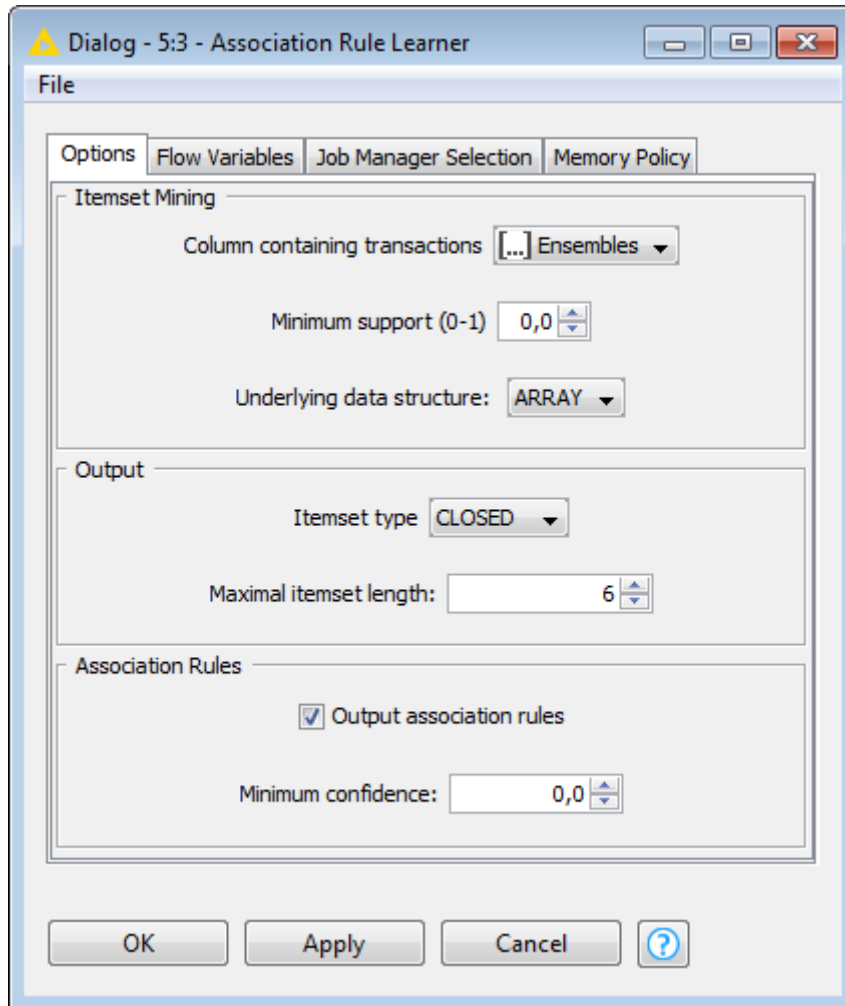 Dialog - 5:3 - Association Rule Learner
File
Options Flow Variables Job Manager Selection Memory Policy
Itemset Mining
Column containing transactions [...] Ensembles
Minimum support (0-1) 0,0
Underlying data structure: ARRAY
Output
Itemset type CLOSED
Maximal itemset length: 6
Association Rules
Output association rules
Minimum confidence: 0,0
OK Apply Cancel ?